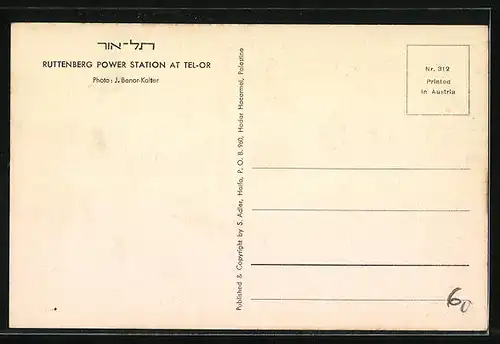 תל-אור
RUTTENBERG POWER STATION AT TEL-OR
Photo: J. Benor-Kalter
Published & Copyright by S. Adler, Haifa, P. O. B. 960, Hadar Hacarmel, Palestine
Nr. 312
Printed
in Austria
60